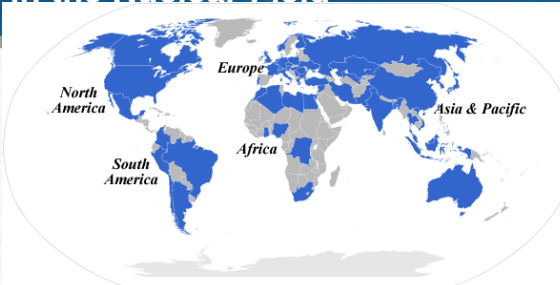 Europe
North
America
Asia & Pacific
Africa
South
America